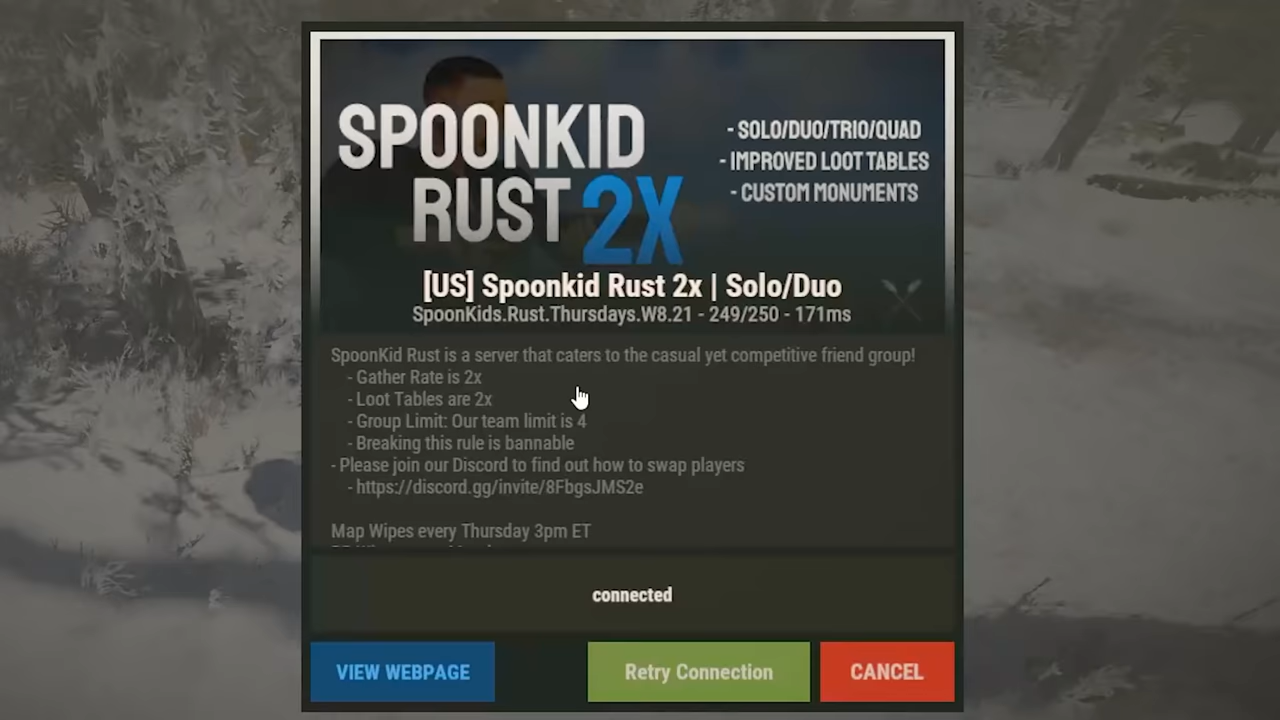 SPOONKID
RUST 2X
- SOLO/DUO/TRIO/QUAD
- IMPROVED LOOT TABLES
- CUSTOM MONUMENTS
[US] Spoonkid Rust 2x | Solo/Duo
SpoonKids.Rust.Thursdays.W8.21 - 249/250 - 171ms
SpoonKid Rust is a server that caters to the casual yet competitive friend group!
- Gather Rate is 2x
- Loot Tables are 2x
- Group Limit: Our team limit is 4
- Breaking this rule is bannable
- Please join our Discord to find out how to swap players
- https://discord.gg/invite/8FbgsJMS2e
Map Wipes every Thursday 3pm ET
connected
VIEW WEBPAGE
Retry Connection
CANCEL